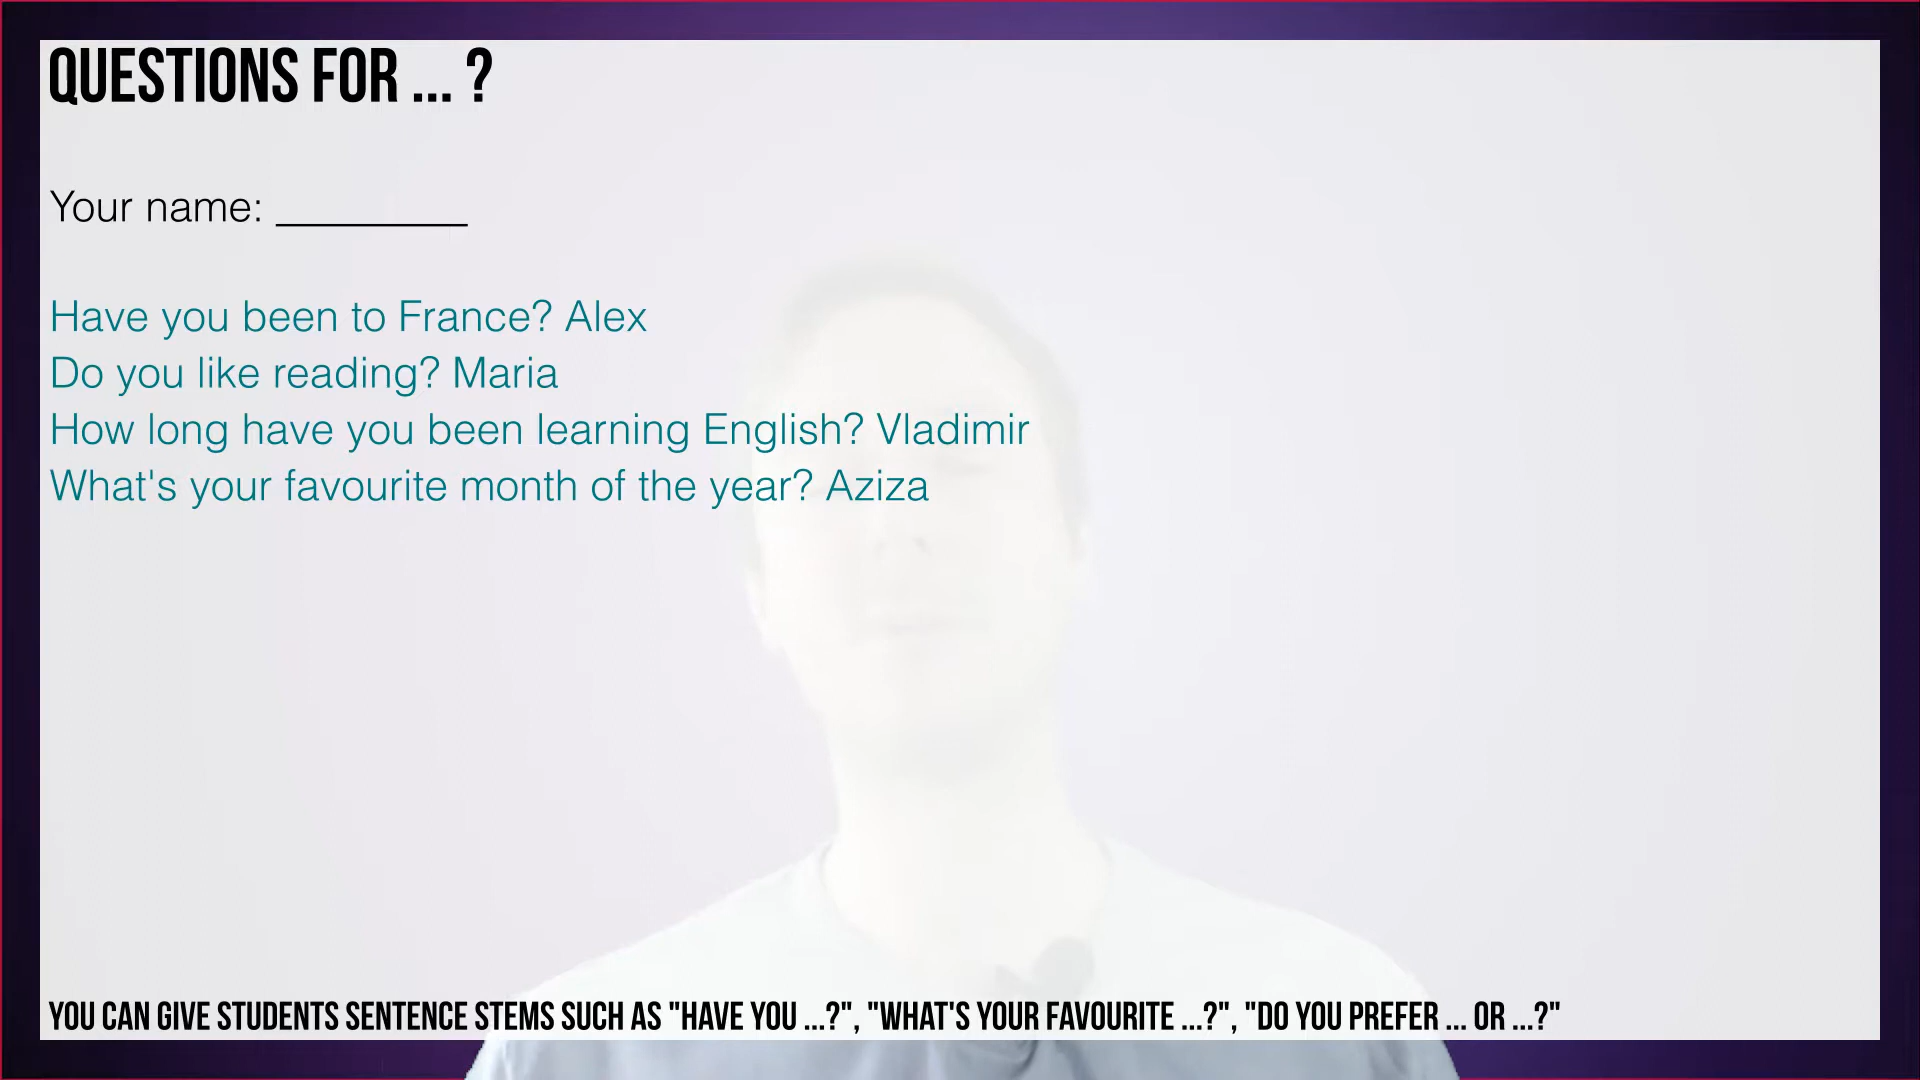 QUESTIONS FOR ... ?
Your name: ________
Have you been to France? Alex
Do you like reading? Maria
How long have you been learning English? Vladimir
What's your favourite month of the year? Aziza
YOU CAN GIVE STUDENTS SENTENCE STEMS SUCH AS "HAVE YOU ...?", "WHAT'S YOUR FAVOURITE ...?", "DO YOU PREFER ... OR ...?"